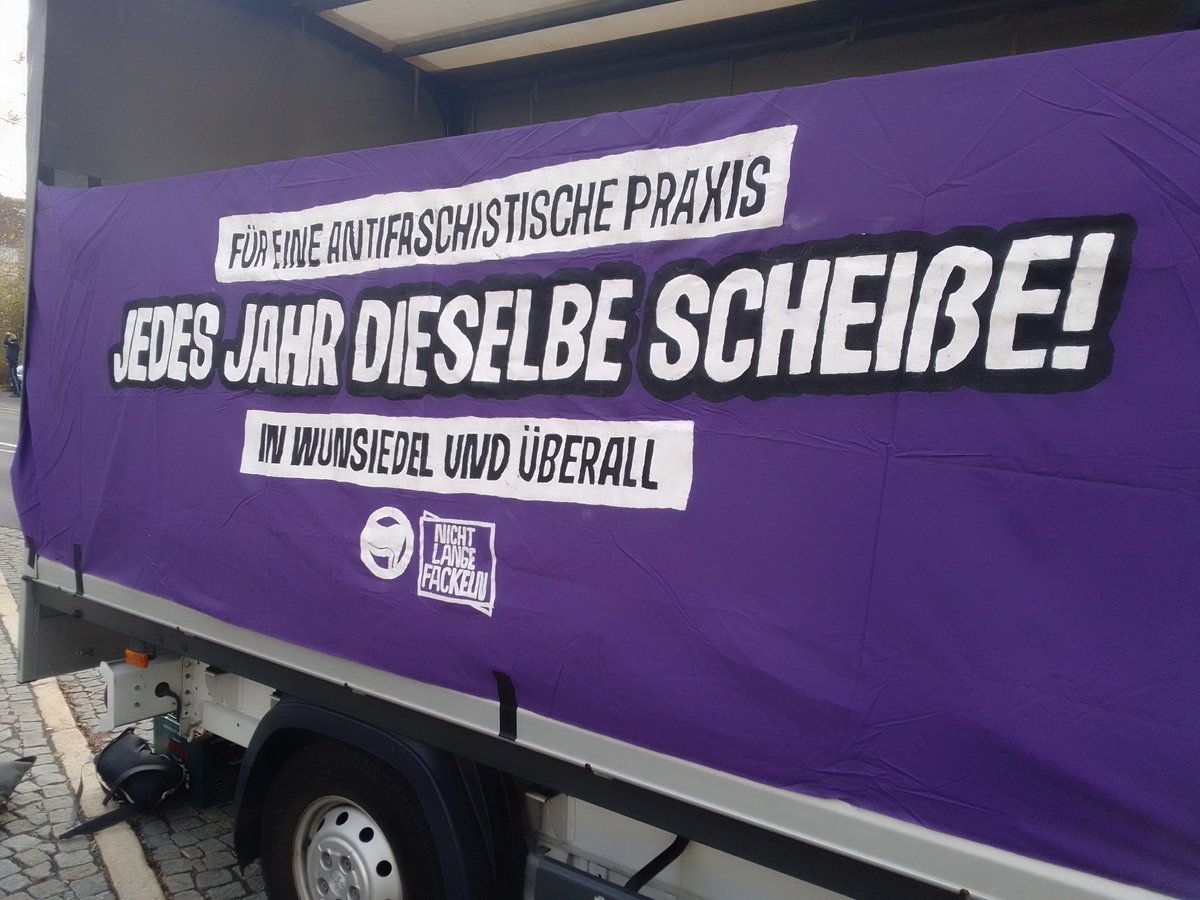 FÜR EINE ANTIFASCHISTISCHE PRAXIS
JEDES JAHR DIESELBE SCHEIẞE!
IN WUNSIEDEL UND ÜBERALL
NICHT
LANGE
FACKELN